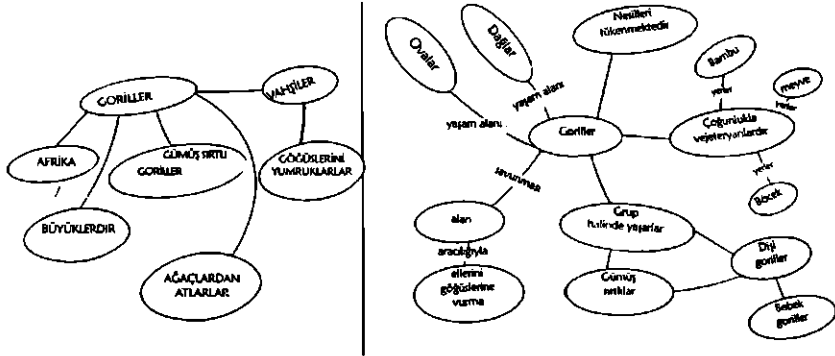 GORİLLER
VAHŞİLER
AFRİKA
GÜMÜŞ SIRTLI
GORİLLER
GÖĞÜSLERİNİ
YUMRUKLARLAR
BÜYÜKLERDİR
AĞAÇLARDAN
ATLARLAR
Ovalar
Dağlar
Nesilleri
tükenmektedir
Bambu
meyve
yerler
yerler
yaşam alanı
yaşam alanı
Goriller
Çoğunlukla
vejeteryanlardır
yerler
Böcek
savunması
alan
aracılığıyla
ellerini
göğüslerine
vurma
Grup
halinde yaşarlar
Gümüş
sırtlılar
Dişi
goriller
Bebek
goriller